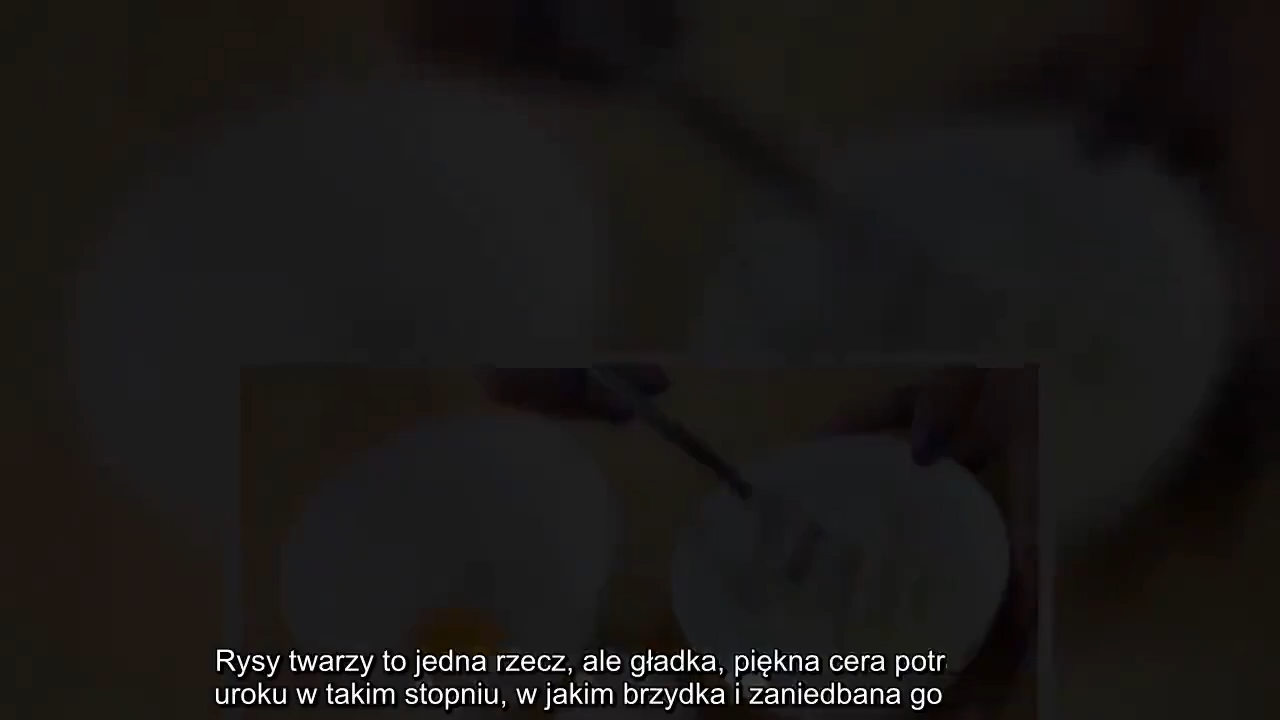 Rysy twarzy to jedna rzecz, ale gładka, piękna cera potr
uroku w takim stopniu, w jakim brzydka i zaniedbana go